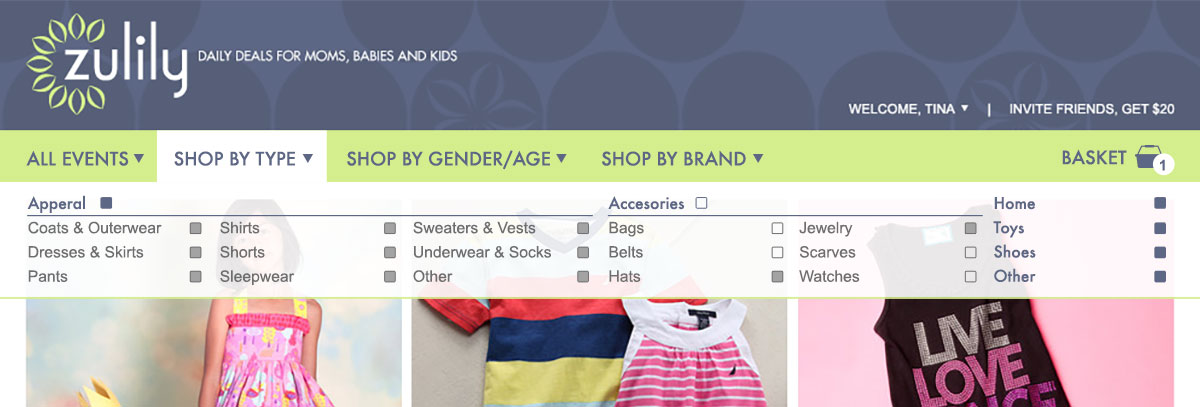 zulily DAILY DEALS FOR MOMS, BABIES AND KIDS
WELCOME, TINA | INVITE FRIENDS, GET $20
ALL EVENTS SHOP BY TYPE SHOP BY GENDER/AGE SHOP BY BRAND BASKET 1
Apperal Accesories Home
Coats & Outerwear Shirts Sweaters & Vests Bags Jewelry Toys
Dresses & Skirts Shorts Underwear & Socks Belts Scarves Shoes
Pants Sleepwear Other Hats Watches Other
LIVE
LOVE